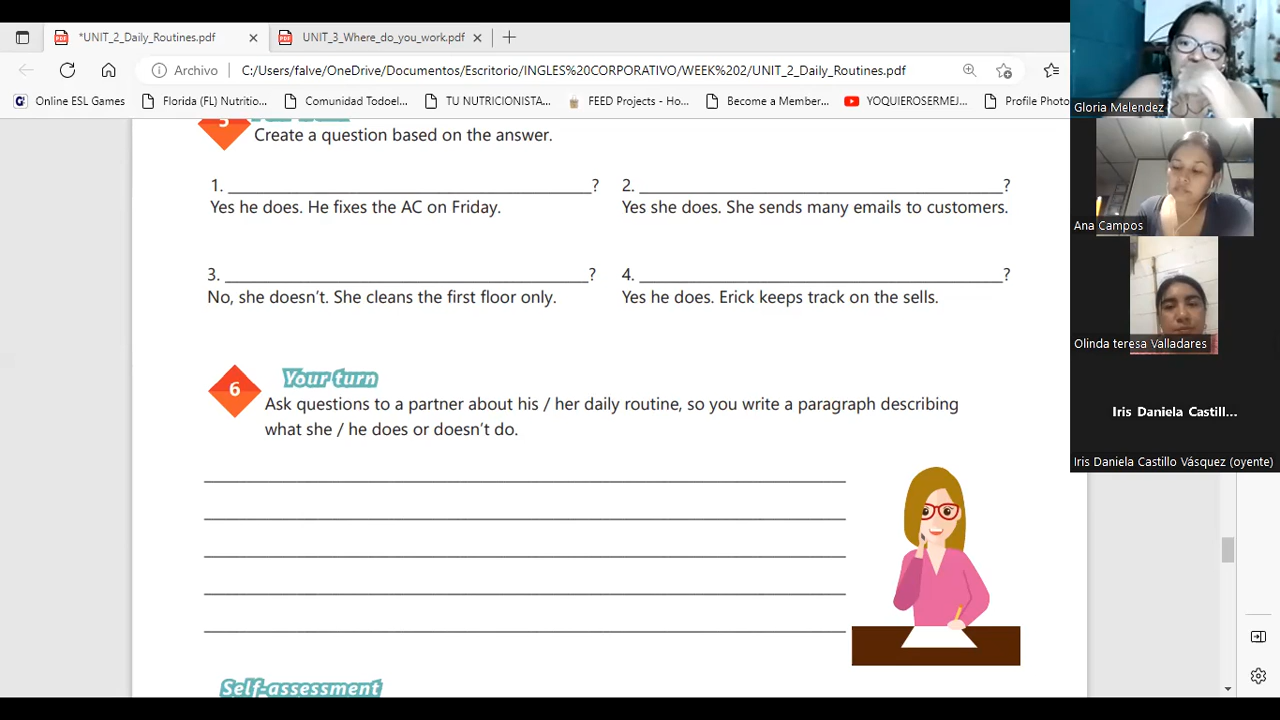 *UNIT_2_Daily_Routines.pdf
UNIT_3_Where_do_you_work.pdf
Archivo
C:/Users/falve/OneDrive/Documentos/Escritorio/INGLES%20CORPORATIVO/WEEK%202/UNIT_2_Daily_Routines.pdf
Online ESL Games
Florida (FL) Nutritio...
Comunidad Todoel...
TU NUTRICIONISTA...
FEED Projects - Ho...
Become a Member...
YOQUIEROSERMEJ...
Profile Photo
5
Create a question based on the answer.
1. ________________________________________?
2. ________________________________________?
Yes he does. He fixes the AC on Friday.
Yes she does. She sends many emails to customers.
3. ________________________________________?
4. ________________________________________?
No, she doesn't. She cleans the first floor only.
Yes he does. Erick keeps track on the sells.
6
Your turn
Ask questions to a partner about his / her daily routine, so you write a paragraph describing
what she / he does or doesn't do.
Self-assessment
Gloria Melendez
Ana Campos
Olinda teresa Valladares
Iris Daniela Castill...
Iris Daniela Castillo Vásquez (oyente)